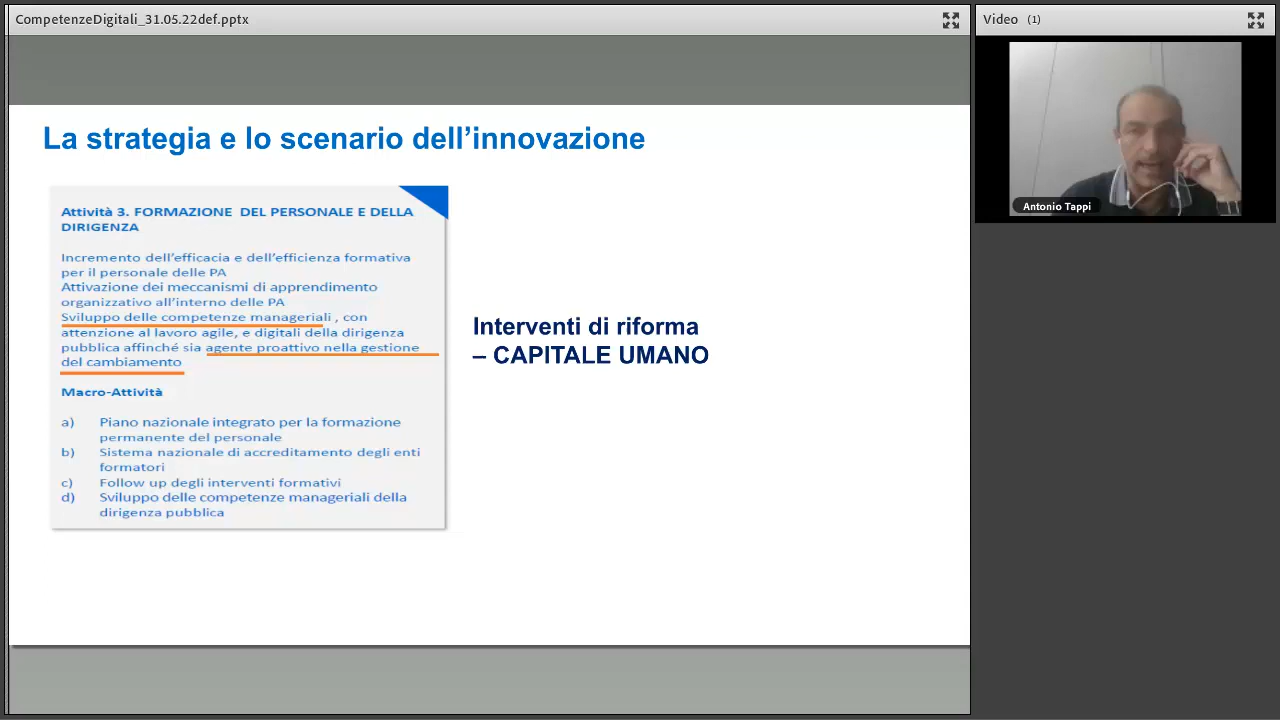 CompetenzeDigitali_31.05.22def.pptx
Video (1)
La strategia e lo scenario dell’innovazione
Attività 3. FORMAZIONE DEL PERSONALE E DELLA
DIRIGENZA
Incremento dell’efficacia e dell’efficienza formativa
per il personale delle PA
Attivazione dei meccanismi di apprendimento
organizzativo all’interno delle PA
Sviluppo delle competenze manageriali , con
attenzione al lavoro agile, e digitali della dirigenza
pubblica affinché sia agente proattivo nella gestione
del cambiamento
Macro-Attività
a) Piano nazionale integrato per la formazione
permanente del personale
b) Sistema nazionale di accreditamento degli enti
formatori
c) Follow up degli interventi formativi
d) Sviluppo delle competenze manageriali della
dirigenza pubblica
Interventi di riforma
– CAPITALE UMANO
Antonio Tappi